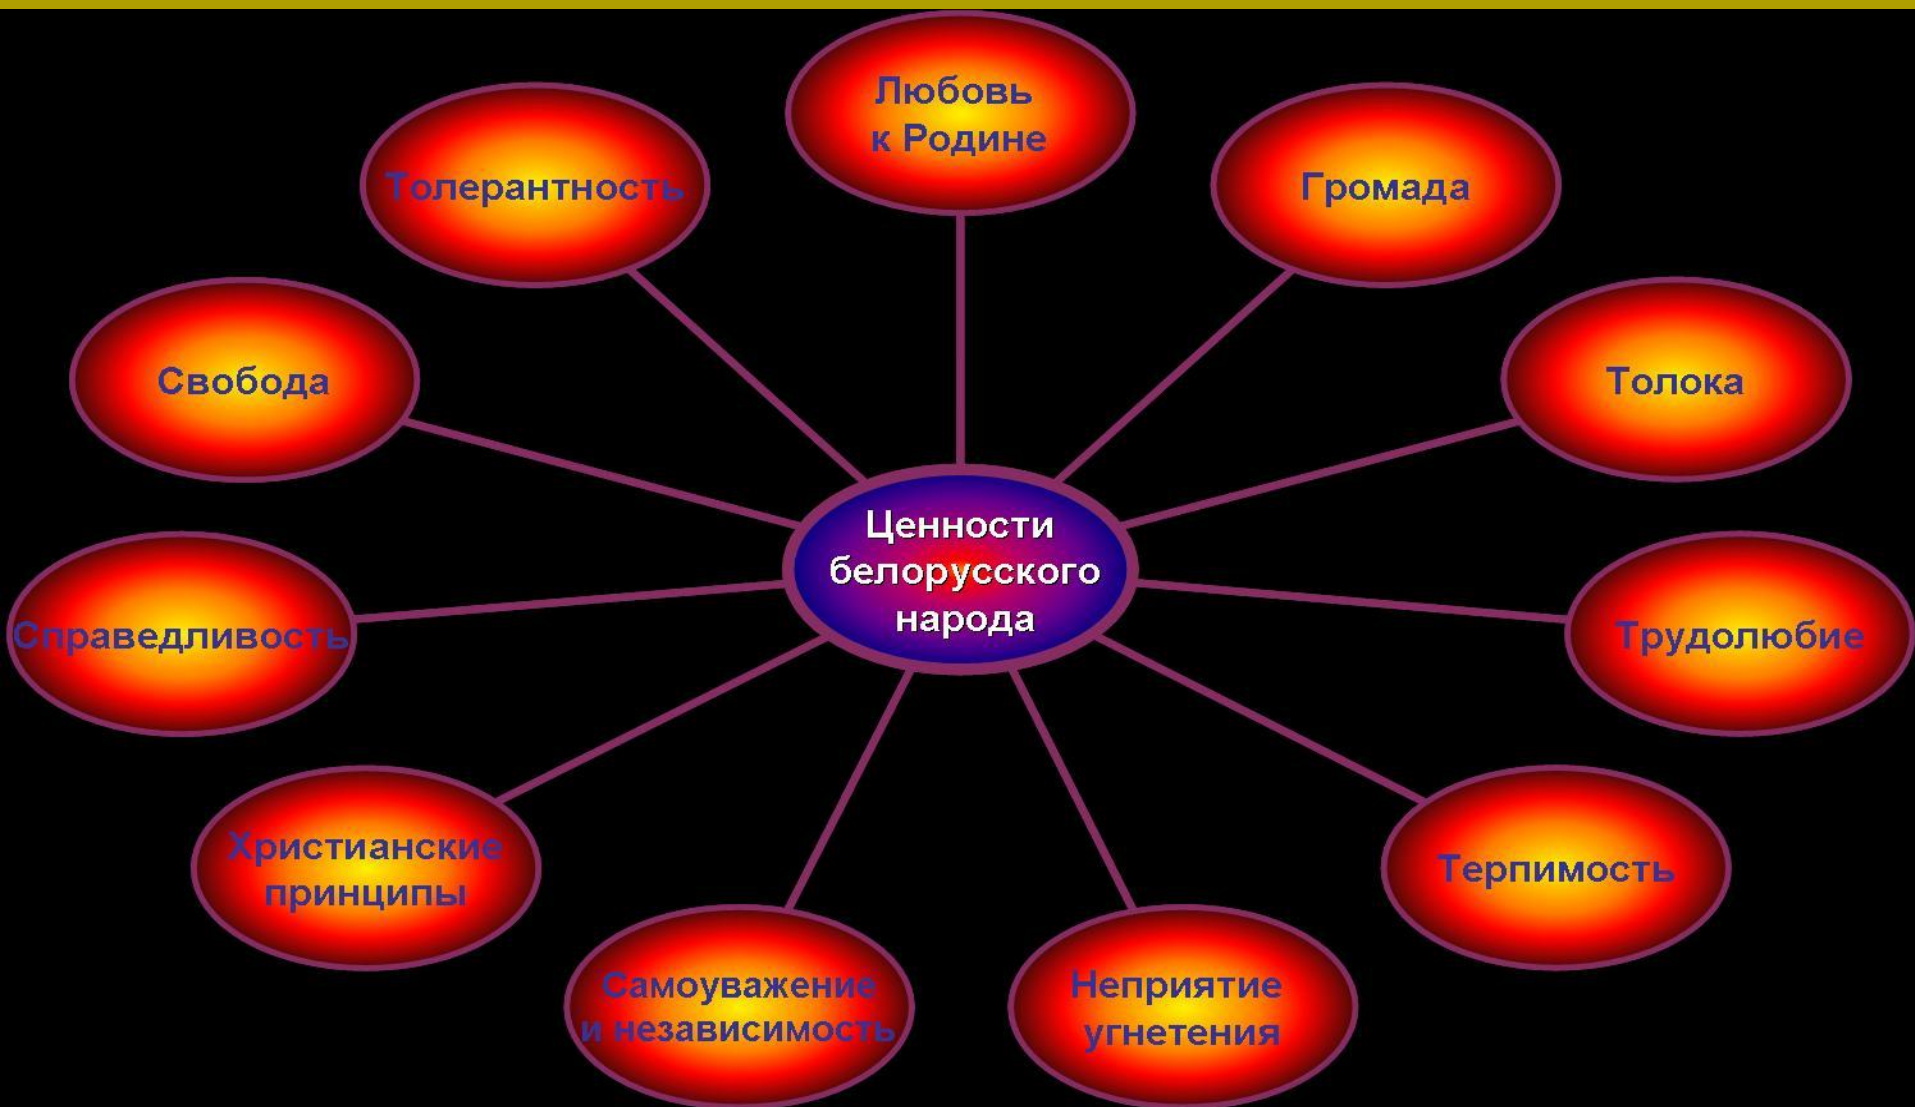 Любовь
к Родине
Толерантность
Громада
Свобода
Толока
Ценности
белорусского
народа
Справедливость
Трудолюбие
Христианские
принципы
Терпимость
Самоуважение
и независимость
Неприятие
угнетения